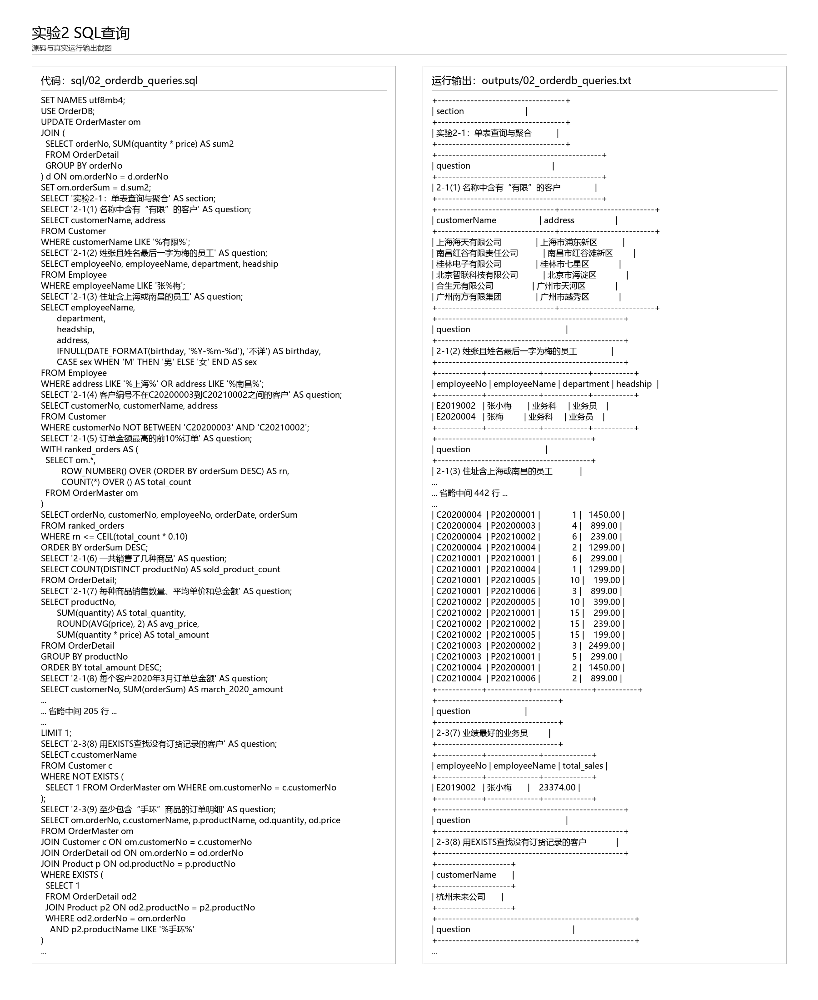 实验2 SQL查询
源码与真实运行输出截图
代码：sql/02_orderdb_queries.sql
SET NAMES utf8mb4;
USE OrderDB;
UPDATE OrderMaster om
JOIN (
  SELECT orderNo, SUM(quantity * price) AS sum2
  FROM OrderDetail
  GROUP BY orderNo
) d ON om.orderNo = d.orderNo
SET om.orderSum = d.sum2;
SELECT '实验2-1：单表查询与聚合' AS section;
SELECT '2-1(1) 名称中含有“有限”的客户' AS question;
SELECT customerName, address
FROM Customer
WHERE customerName LIKE '%有限%';
SELECT '2-1(2) 姓张且姓名最后一字为梅的员工' AS question;
SELECT employeeNo, employeeName, department, headship
FROM Employee
WHERE employeeName LIKE '张%梅';
SELECT '2-1(3) 住址含上海或南昌的员工' AS question;
SELECT employeeName,
       department,
       headship,
       address,
       IFNULL(DATE_FORMAT(birthday, '%Y-%m-%d'), '不详') AS birthday,
       CASE sex WHEN 'M' THEN '男' ELSE '女' END AS sex
FROM Employee
WHERE address LIKE '%上海%' OR address LIKE '%南昌%';
SELECT '2-1(4) 客户编号不在C20200003到C20210002之间的客户' AS question;
SELECT customerNo, customerName, address
FROM Customer
WHERE customerNo NOT BETWEEN 'C20200003' AND 'C20210002';
SELECT '2-1(5) 订单金额最高的前10%订单' AS question;
WITH ranked_orders AS (
  SELECT om.*,
         ROW_NUMBER() OVER (ORDER BY orderSum DESC) AS rn,
         COUNT(*) OVER () AS total_count
  FROM OrderMaster om
)
SELECT orderNo, customerNo, employeeNo, orderDate, orderSum
FROM ranked_orders
WHERE rn <= CEIL(total_count * 0.10)
ORDER BY orderSum DESC;
SELECT '2-1(6) 一共销售了几种商品' AS question;
SELECT COUNT(DISTINCT productNo) AS sold_product_count
FROM OrderDetail;
SELECT '2-1(7) 每种商品销售数量、平均单价和总金额' AS question;
SELECT productNo,
       SUM(quantity) AS total_quantity,
       ROUND(AVG(price), 2) AS avg_price,
       SUM(quantity * price) AS total_amount
FROM OrderDetail
GROUP BY productNo
ORDER BY total_amount DESC;
SELECT '2-1(8) 每个客户2020年3月订单总金额' AS question;
SELECT customerNo, SUM(orderSum) AS march_2020_amount
...
... 省略中间 205 行 ...
...
LIMIT 1;
SELECT '2-3(8) 用EXISTS查找没有订货记录的客户' AS question;
SELECT c.customerName
FROM Customer c
WHERE NOT EXISTS (
  SELECT 1 FROM OrderMaster om WHERE om.customerNo = c.customerNo
);
SELECT '2-3(9) 至少包含“手环”商品的订单明细' AS question;
SELECT om.orderNo, c.customerName, p.productName, od.quantity, od.price
FROM OrderMaster om
JOIN Customer c ON om.customerNo = c.customerNo
JOIN OrderDetail od ON om.orderNo = od.orderNo
JOIN Product p ON od.productNo = p.productNo
WHERE EXISTS (
  SELECT 1
  FROM OrderDetail od2
  JOIN Product p2 ON od2.productNo = p2.productNo
  WHERE od2.orderNo = om.orderNo
    AND p2.productName LIKE '%手环%'
)
...
运行输出：outputs/02_orderdb_queries.txt
+-----------------------------------+
| section                           |
+-----------------------------------+
| 实验2-1：单表查询与聚合           |
+-----------------------------------+
+---------------------------------------------+
| question                                    |
+---------------------------------------------+
| 2-1(1) 名称中含有“有限”的客户               |
+---------------------------------------------+
+--------------------------------+--------------------------+
| customerName                   | address                  |
+--------------------------------+--------------------------+
| 上海海天有限公司               | 上海市浦东新区           |
| 南昌红谷有限责任公司           | 南昌市红谷滩新区         |
| 桂林电子有限公司               | 桂林市七星区             |
| 北京智联科技有限公司           | 北京市海淀区             |
| 合生元有限公司                 | 广州市天河区             |
| 广州南方有限集团               | 广州市越秀区             |
+--------------------------------+--------------------------+
+---------------------------------------------------+
| question                                          |
+---------------------------------------------------+
| 2-1(2) 姓张且姓名最后一字为梅的员工               |
+---------------------------------------------------+
+------------+--------------+------------+-----------+
| employeeNo | employeeName | department | headship  |
+------------+--------------+------------+-----------+
| E2019002   | 张小梅       | 业务科     | 业务员    |
| E2020004   | 张梅         | 业务科     | 业务员    |
+------------+--------------+------------+-----------+
+------------------------------------------+
| question                                 |
+------------------------------------------+
| 2-1(3) 住址含上海或南昌的员工            |
...
... 省略中间 442 行 ...
...
| C20200004  | P20200001 |              1 |   1450.00 |
| C20200004  | P20200003 |              4 |    899.00 |
| C20200004  | P20210002 |              6 |    239.00 |
| C20200004  | P20210004 |              2 |   1299.00 |
| C20210001  | P20210001 |              6 |    299.00 |
| C20210001  | P20210004 |              1 |   1299.00 |
| C20210001  | P20210005 |             10 |    199.00 |
| C20210001  | P20210006 |              3 |    899.00 |
| C20210002  | P20200005 |             10 |    399.00 |
| C20210002  | P20210001 |             15 |    299.00 |
| C20210002  | P20210002 |             15 |    239.00 |
| C20210002  | P20210005 |             15 |    199.00 |
| C20210003  | P20200002 |              3 |   2499.00 |
| C20210003  | P20210001 |              5 |    299.00 |
| C20210004  | P20200001 |              2 |   1450.00 |
| C20210004  | P20210006 |              2 |    899.00 |
+------------+-----------+----------------+-----------+
+---------------------------------+
| question                        |
+---------------------------------+
| 2-3(7) 业绩最好的业务员         |
+---------------------------------+
+------------+--------------+-------------+
| employeeNo | employeeName | total_sales |
+------------+--------------+-------------+
| E2019002   | 张小梅       |    23374.00 |
+------------+--------------+-------------+
+---------------------------------------------------+
| question                                          |
+---------------------------------------------------+
| 2-3(8) 用EXISTS查找没有订货记录的客户             |
+---------------------------------------------------+
+--------------------+
| customerName       |
+--------------------+
| 杭州未来公司       |
+--------------------+
+------------------------------------------------------+
| question                                             |
+------------------------------------------------------+
...